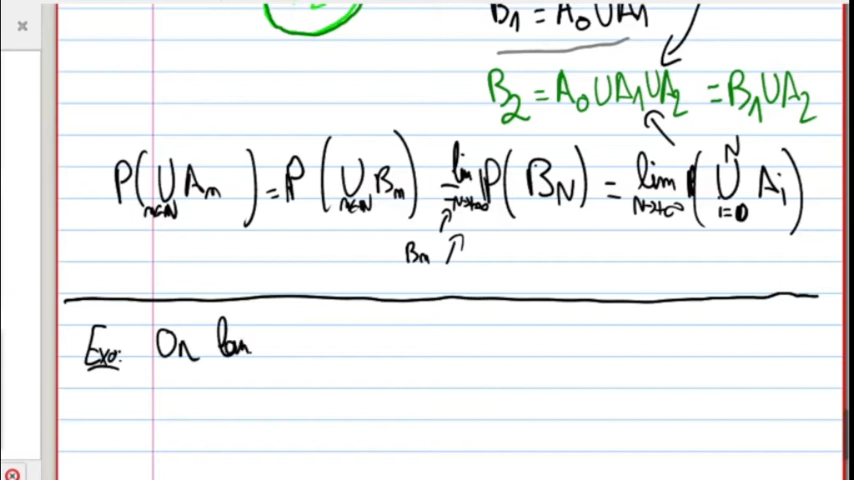 B₁ = A₀ ∪ A₁
B₂ = A₀ ∪ A₁ ∪ A₂ = B₁ ∪ A₂
P(∪_{n∈ℕ} Aₙ) = P(∪_{n∈ℕ} Bₙ) = lim_{N→+∞} P(B_N) = lim_{N→+∞} P(∪_{i=0}^{N} Aᵢ)
Bₙ ↗
Exo: On lan